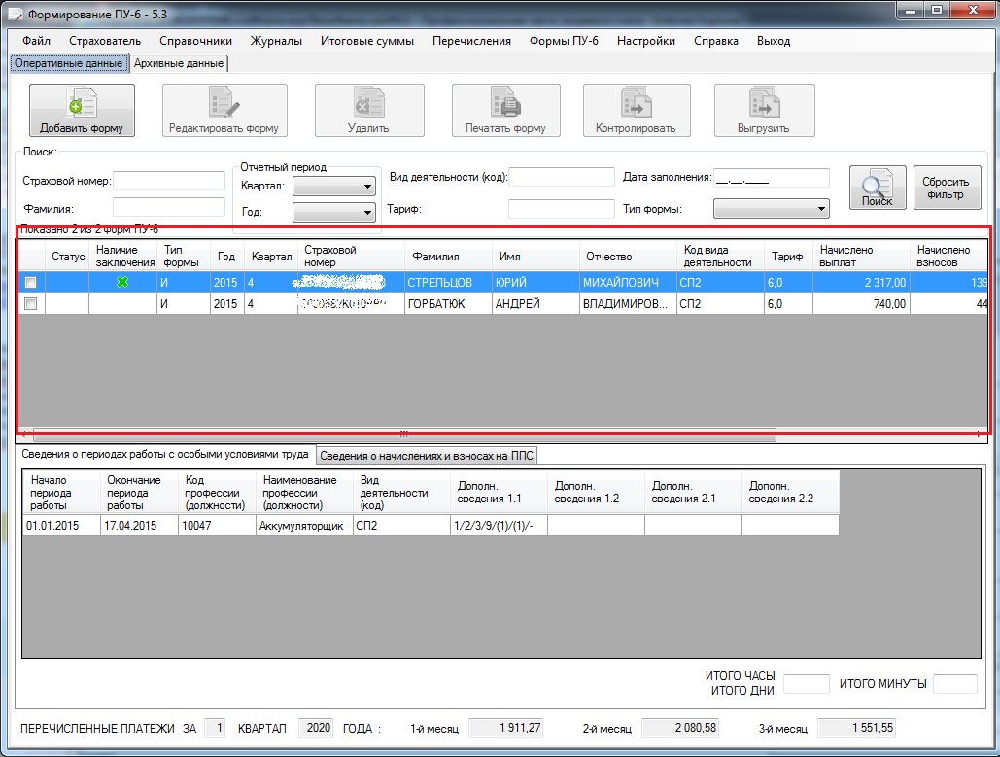 Формирование ПУ-6 - 5.3
Файл Страхователь Справочники Журналы Итоговые суммы Перечисления Формы ПУ-6 Настройки Справка Выход
Оперативные данные Архивные данные
Добавить форму Редактировать форму Удалить Печатать форму Контролировать Выгрузить
Поиск:
Страховой номер:
Фамилия:
Отчетный период
Квартал:
Год:
Вид деятельности (код):
Тариф:
Дата заполнения: __.__.____
Тип формы:
Поиск
Сбросить
фильтр
Показано 2 из 2 форм ПУ-6
Статус Наличие заключения Тип формы Год Квартал Страховой номер Фамилия Имя Отчество Код вида деятельности Тариф Начислено выплат Начислено взносов
И 2015 4 СТРЕЛЬЦОВ ЮРИЙ МИХАЙЛОВИЧ СП2 6,0 2 317,00 139
И 2015 4 ГОРБАТЮК АНДРЕЙ ВЛАДИМИРОВ... СП2 6,0 740,00 44
Сведения о периодах работы с особыми условиями труда Сведения о начислениях и взносах на ППС
Начало периода работы Окончание периода работы Код профессии (должности) Наименование профессии (должности) Вид деятельности (код) Дополн. сведения 1.1 Дополн. сведения 1.2 Дополн. сведения 2.1 Дополн. сведения 2.2
01.01.2015 17.04.2015 10047 Аккумуляторщик СП2 1/2/3/9/(1)/(1)/-
ИТОГО ЧАСЫ
ИТОГО ДНИ
ИТОГО МИНУТЫ
ПЕРЕЧИСЛЕННЫЕ ПЛАТЕЖИ ЗА 1 КВАРТАЛ 2020 ГОДА : 1-й месяц 1 911,27 2-й месяц 2 080,58 3-й месяц 1 551,55